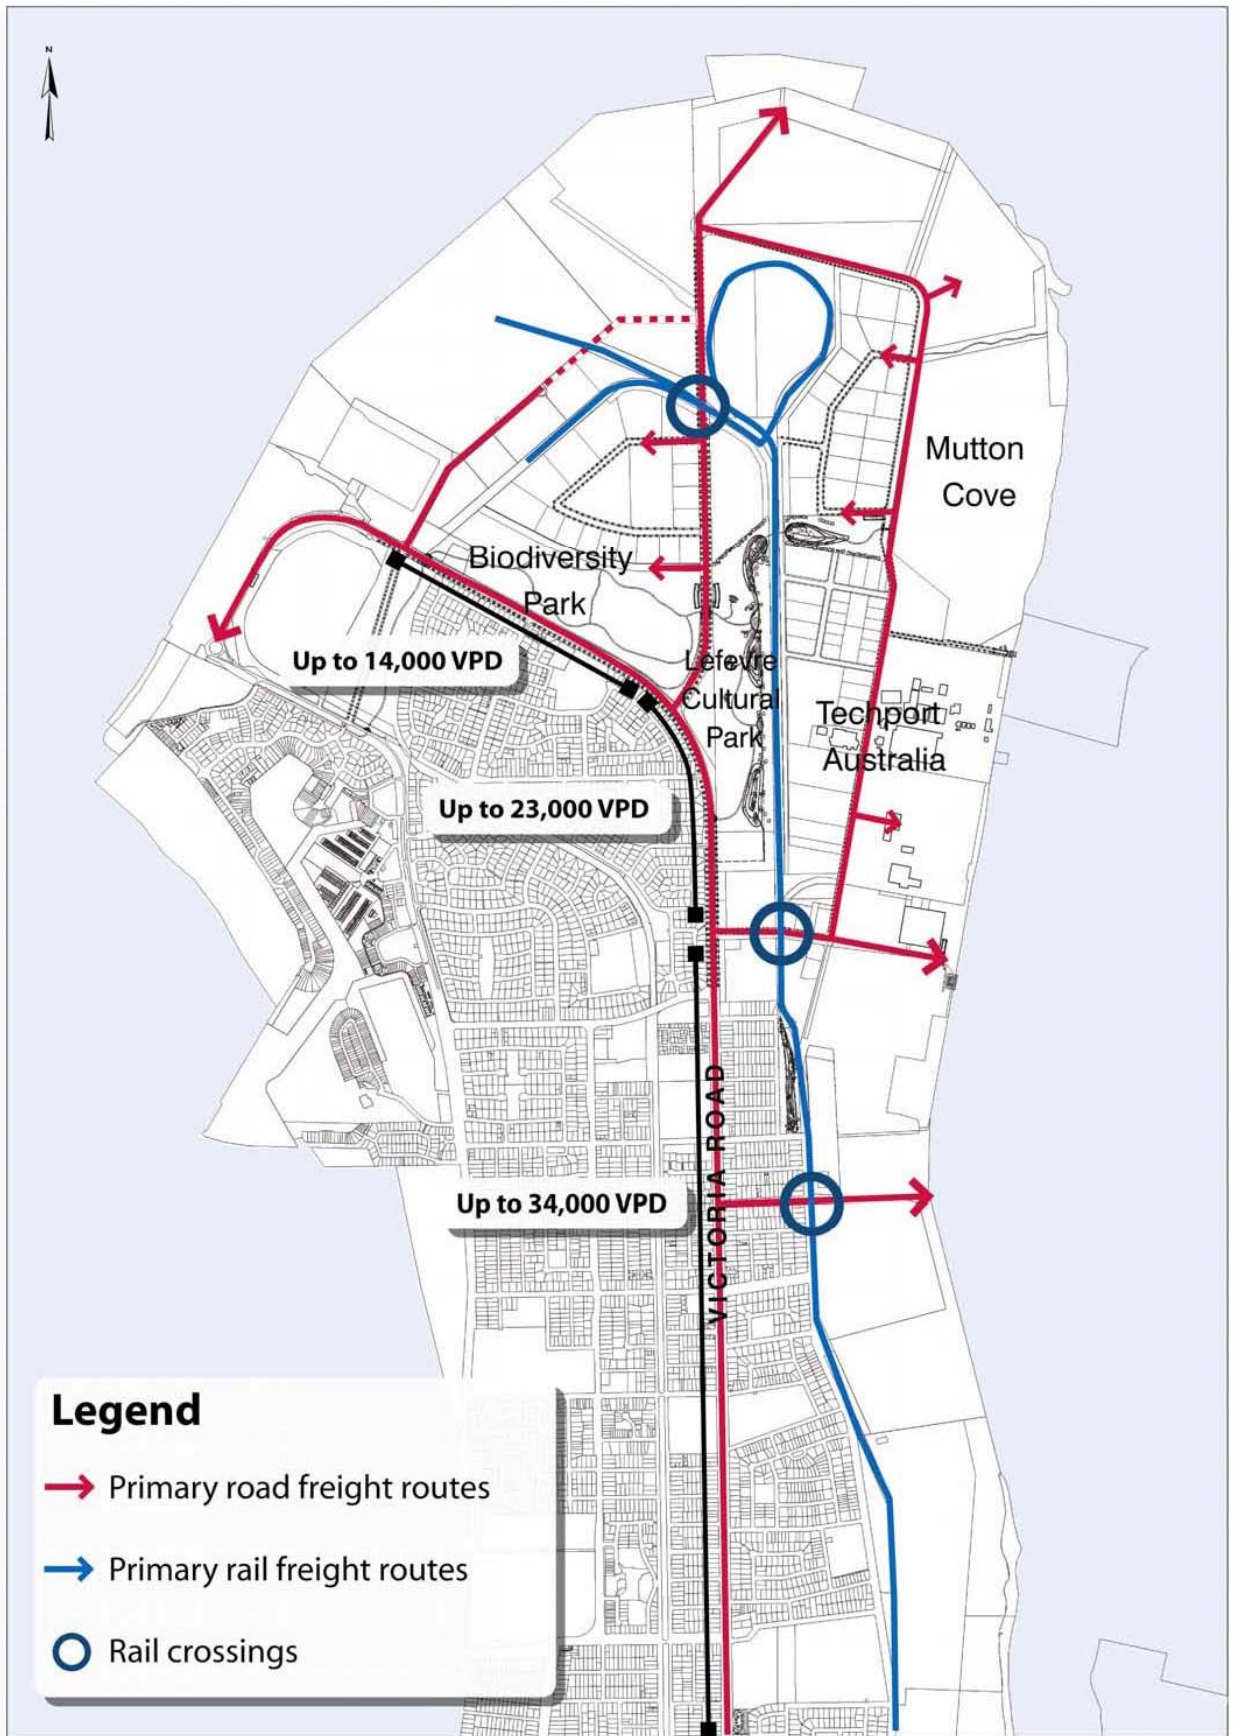 N
Mutton
Cove
Biodiversity
Park
Up to 14,000 VPD
Lefevre
Cultural
Park
Techport
Australia
Up to 23,000 VPD
VICTORIA ROAD
Up to 34,000 VPD
Legend
Primary road freight routes
Primary rail freight routes
Rail crossings